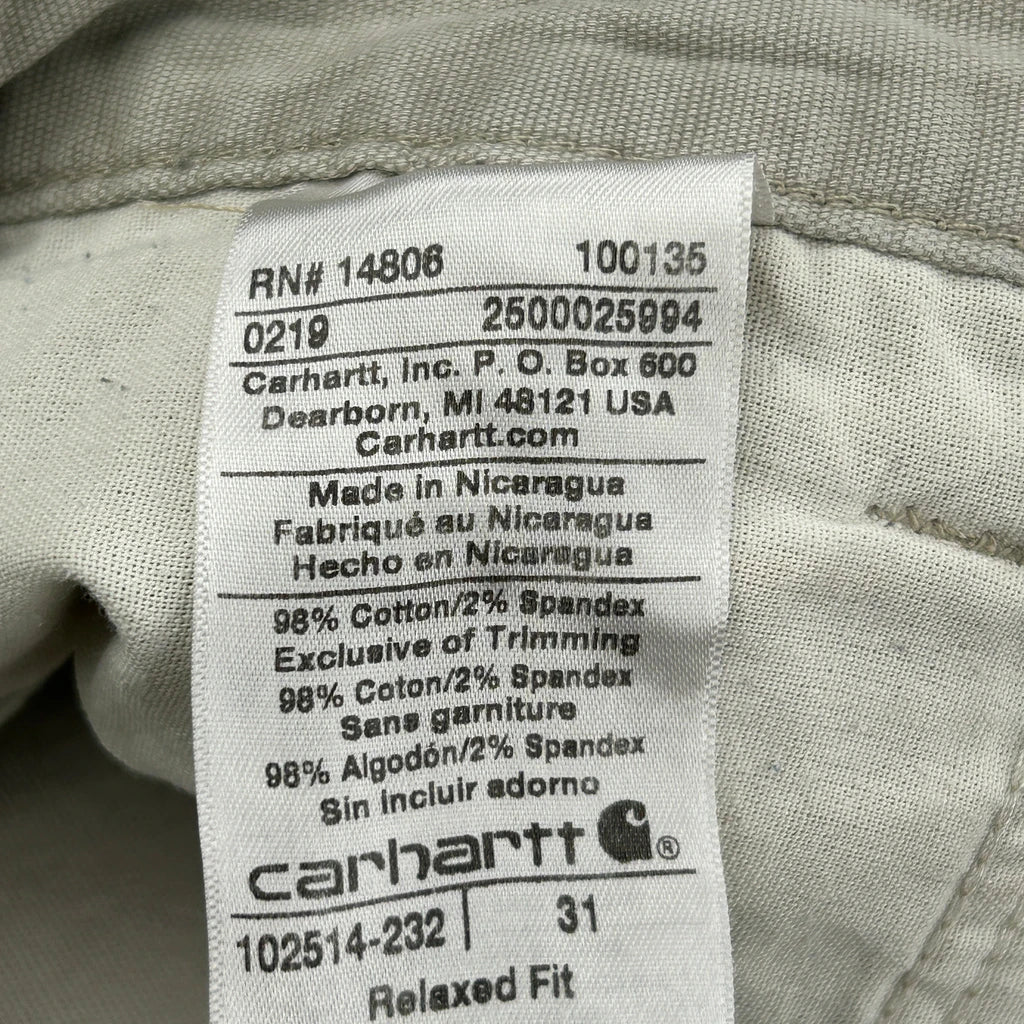 RN# 14806 100135
0219 2500025994
Carhartt, Inc. P. O. Box 600
Dearborn, MI 48121 USA
Carhartt.com
Made in Nicaragua
Fabriqué au Nicaragua
Hecho en Nicaragua
98% Cotton/2% Spandex
Exclusive of Trimming
98% Coton/2% Spandex
Sans garniture
98% Algodón/2% Spandex
Sin incluir adorno
carhartt ®
102514-232 | 31
Relaxed Fit